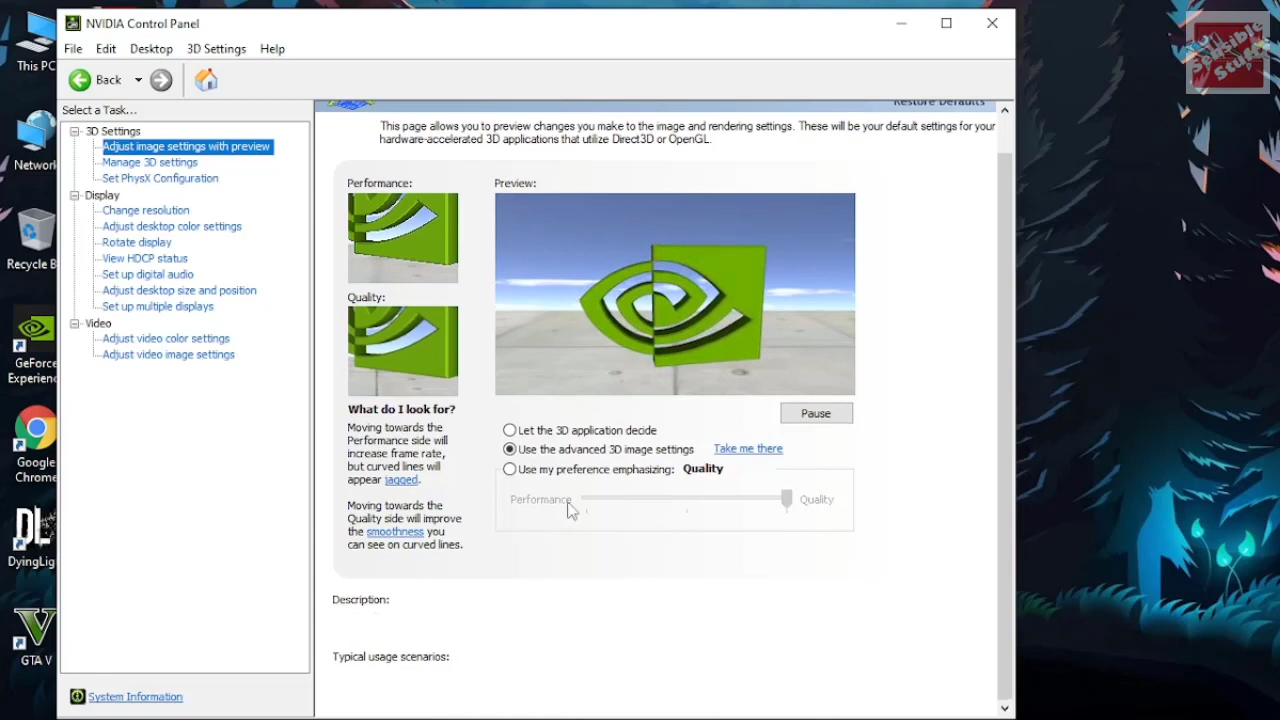 This PC
Network
Recycle B
GeForce
Experienc
Google
Chrome
DL
DyingLig
V
GTA V
NVIDIA Control Panel
File Edit Desktop 3D Settings Help
Back
Select a Task...
3D Settings
Adjust image settings with preview
Manage 3D settings
Set PhysX Configuration
Display
Change resolution
Adjust desktop color settings
Rotate display
View HDCP status
Set up digital audio
Adjust desktop size and position
Set up multiple displays
Video
Adjust video color settings
Adjust video image settings
System Information
Restore Defaults
This page allows you to preview changes you make to the image and rendering settings. These will be your default settings for your
hardware-accelerated 3D applications that utilize Direct3D or OpenGL.
Performance:
Quality:
What do I look for?
Moving towards the
Performance side will
increase frame rate,
but curved lines will
appear jagged.
Moving towards the
Quality side will improve
the smoothness you
can see on curved lines.
Preview:
Pause
Let the 3D application decide
Use the advanced 3D image settings Take me there
Use my preference emphasizing: Quality
Performance Quality
Description:
Typical usage scenarios:
Sensible
Stuff